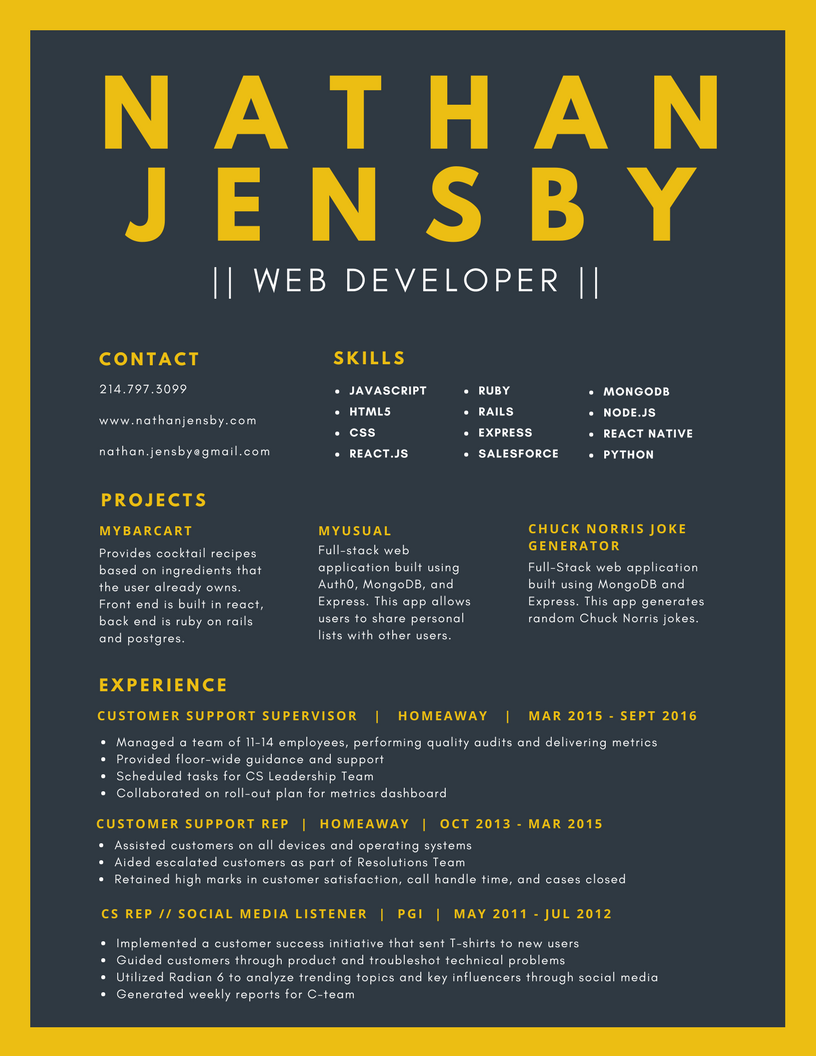 NATHAN
JENSBY
|| WEB DEVELOPER ||
CONTACT
214.797.3099
www.nathanjensby.com
nathan.jensby@gmail.com
SKILLS
• JAVASCRIPT
• HTML5
• CSS
• REACT.JS
• RUBY
• RAILS
• EXPRESS
• SALESFORCE
• MONGODB
• NODE.JS
• REACT NATIVE
• PYTHON
PROJECTS
MYBARCART
Provides cocktail recipes
based on ingredients that
the user already owns.
Front end is built in react,
back end is ruby on rails
and postgres.
MYUSUAL
Full-stack web
application built using
Auth0, MongoDB, and
Express. This app allows
users to share personal
lists with other users.
CHUCK NORRIS JOKE
GENERATOR
Full-Stack web application
built using MongoDB and
Express. This app generates
random Chuck Norris jokes.
EXPERIENCE
CUSTOMER SUPPORT SUPERVISOR | HOMEAWAY | MAR 2015 - SEPT 2016
• Managed a team of 11-14 employees, performing quality audits and delivering metrics
• Provided floor-wide guidance and support
• Scheduled tasks for CS Leadership Team
• Collaborated on roll-out plan for metrics dashboard
CUSTOMER SUPPORT REP | HOMEAWAY | OCT 2013 - MAR 2015
• Assisted customers on all devices and operating systems
• Aided escalated customers as part of Resolutions Team
• Retained high marks in customer satisfaction, call handle time, and cases closed
CS REP // SOCIAL MEDIA LISTENER | PGI | MAY 2011 - JUL 2012
• Implemented a customer success initiative that sent T-shirts to new users
• Guided customers through product and troubleshot technical problems
• Utilized Radian 6 to analyze trending topics and key influencers through social media
• Generated weekly reports for C-team